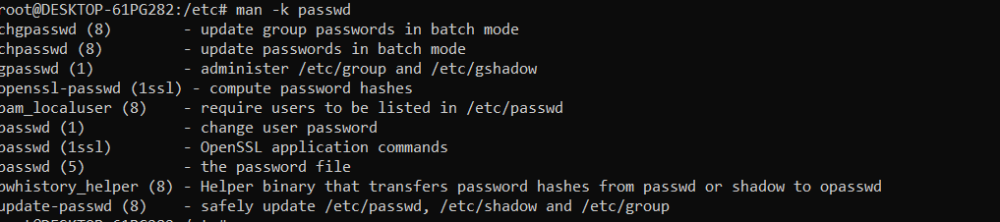 root@DESKTOP-61PG282:/etc# man -k passwd
chgpasswd (8)        - update group passwords in batch mode
chpasswd (8)         - update passwords in batch mode
gpasswd (1)          - administer /etc/group and /etc/gshadow
openssl-passwd (1ssl) - compute password hashes
pam_localuser (8)    - require users to be listed in /etc/passwd
passwd (1)           - change user password
passwd (1ssl)        - OpenSSL application commands
passwd (5)           - the password file
pwhistory_helper (8) - Helper binary that transfers password hashes from passwd or shadow to opasswd
update-passwd (8)    - safely update /etc/passwd, /etc/shadow and /etc/group